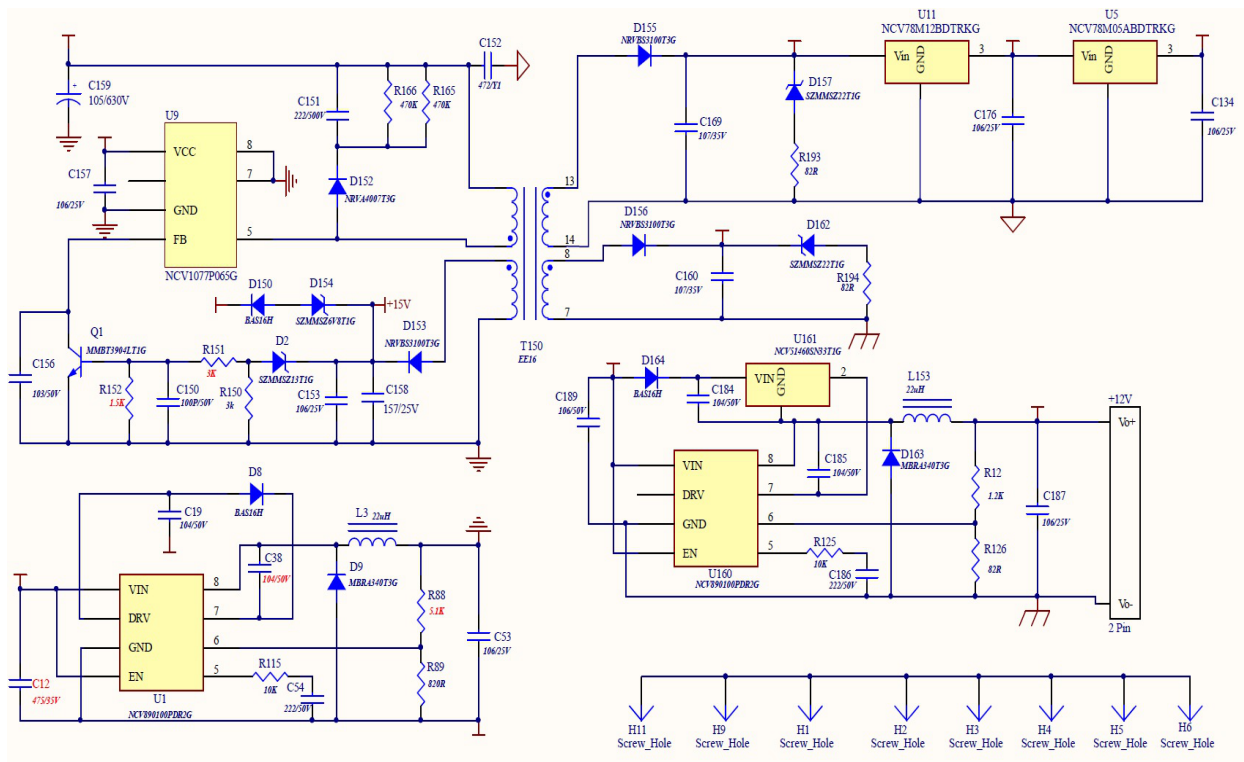 C159
105/630V
U9
VCC
8
7
C157
106/25V
GND
FB
5
NCV1077P065G
C151
222/500V
R166
470K
R165
470K
D152
NRVA4007T3G
C152
472/Y1
D155
NRVBS3100T3G
C169
107/35V
D157
SZMMSZ22T1G
R193
82R
13
14
8
7
U11
NCV78M12BDTRKG
Vin
GND
3
C176
106/25V
U5
NCV78M05ABDTRKG
Vin
GND
3
C134
106/25V
D156
NRVBS3100T3G
C160
107/35V
D162
SZMMSZ22T1G
R194
82R
T150
EE16
D150
BAS16H
D154
SZMMSZ6V8T1G
+15V
D153
NRVBS3100T3G
Q1
MMBT3904LT1G
C156
103/50V
R152
1.5K
C150
100P/50V
R151
3K
R150
3k
D2
SZMMSZ13T1G
C153
106/25V
C158
157/25V
D8
BAS16H
C19
104/50V
L3 22uH
C38
104/50V
D9
MBRA340T3G
VIN
DRV
GND
EN
8
7
6
5
U1
NCV890100PDR2G
C12
475/35V
R115
10K
C54
222/50V
R88
5.1K
R89
820R
C53
106/25V
U161
NCV51460SN33T1G
VIN
GND
2
D164
BAS16H
C184
104/50V
C189
106/50V
L153
22uH
VIN
DRV
GND
EN
8
7
6
5
U160
NCV890100PDR2G
C185
104/50V
D163
MBRA340T3G
R12
1.2K
R126
82R
R125
10K
C186
222/50V
C187
106/25V
+12V
Vo+
Vo-
2 Pin
H11
Screw_Hole
H9
Screw_Hole
H1
Screw_Hole
H2
Screw_Hole
H3
Screw_Hole
H4
Screw_Hole
H5
Screw_Hole
H6
Screw_Hole